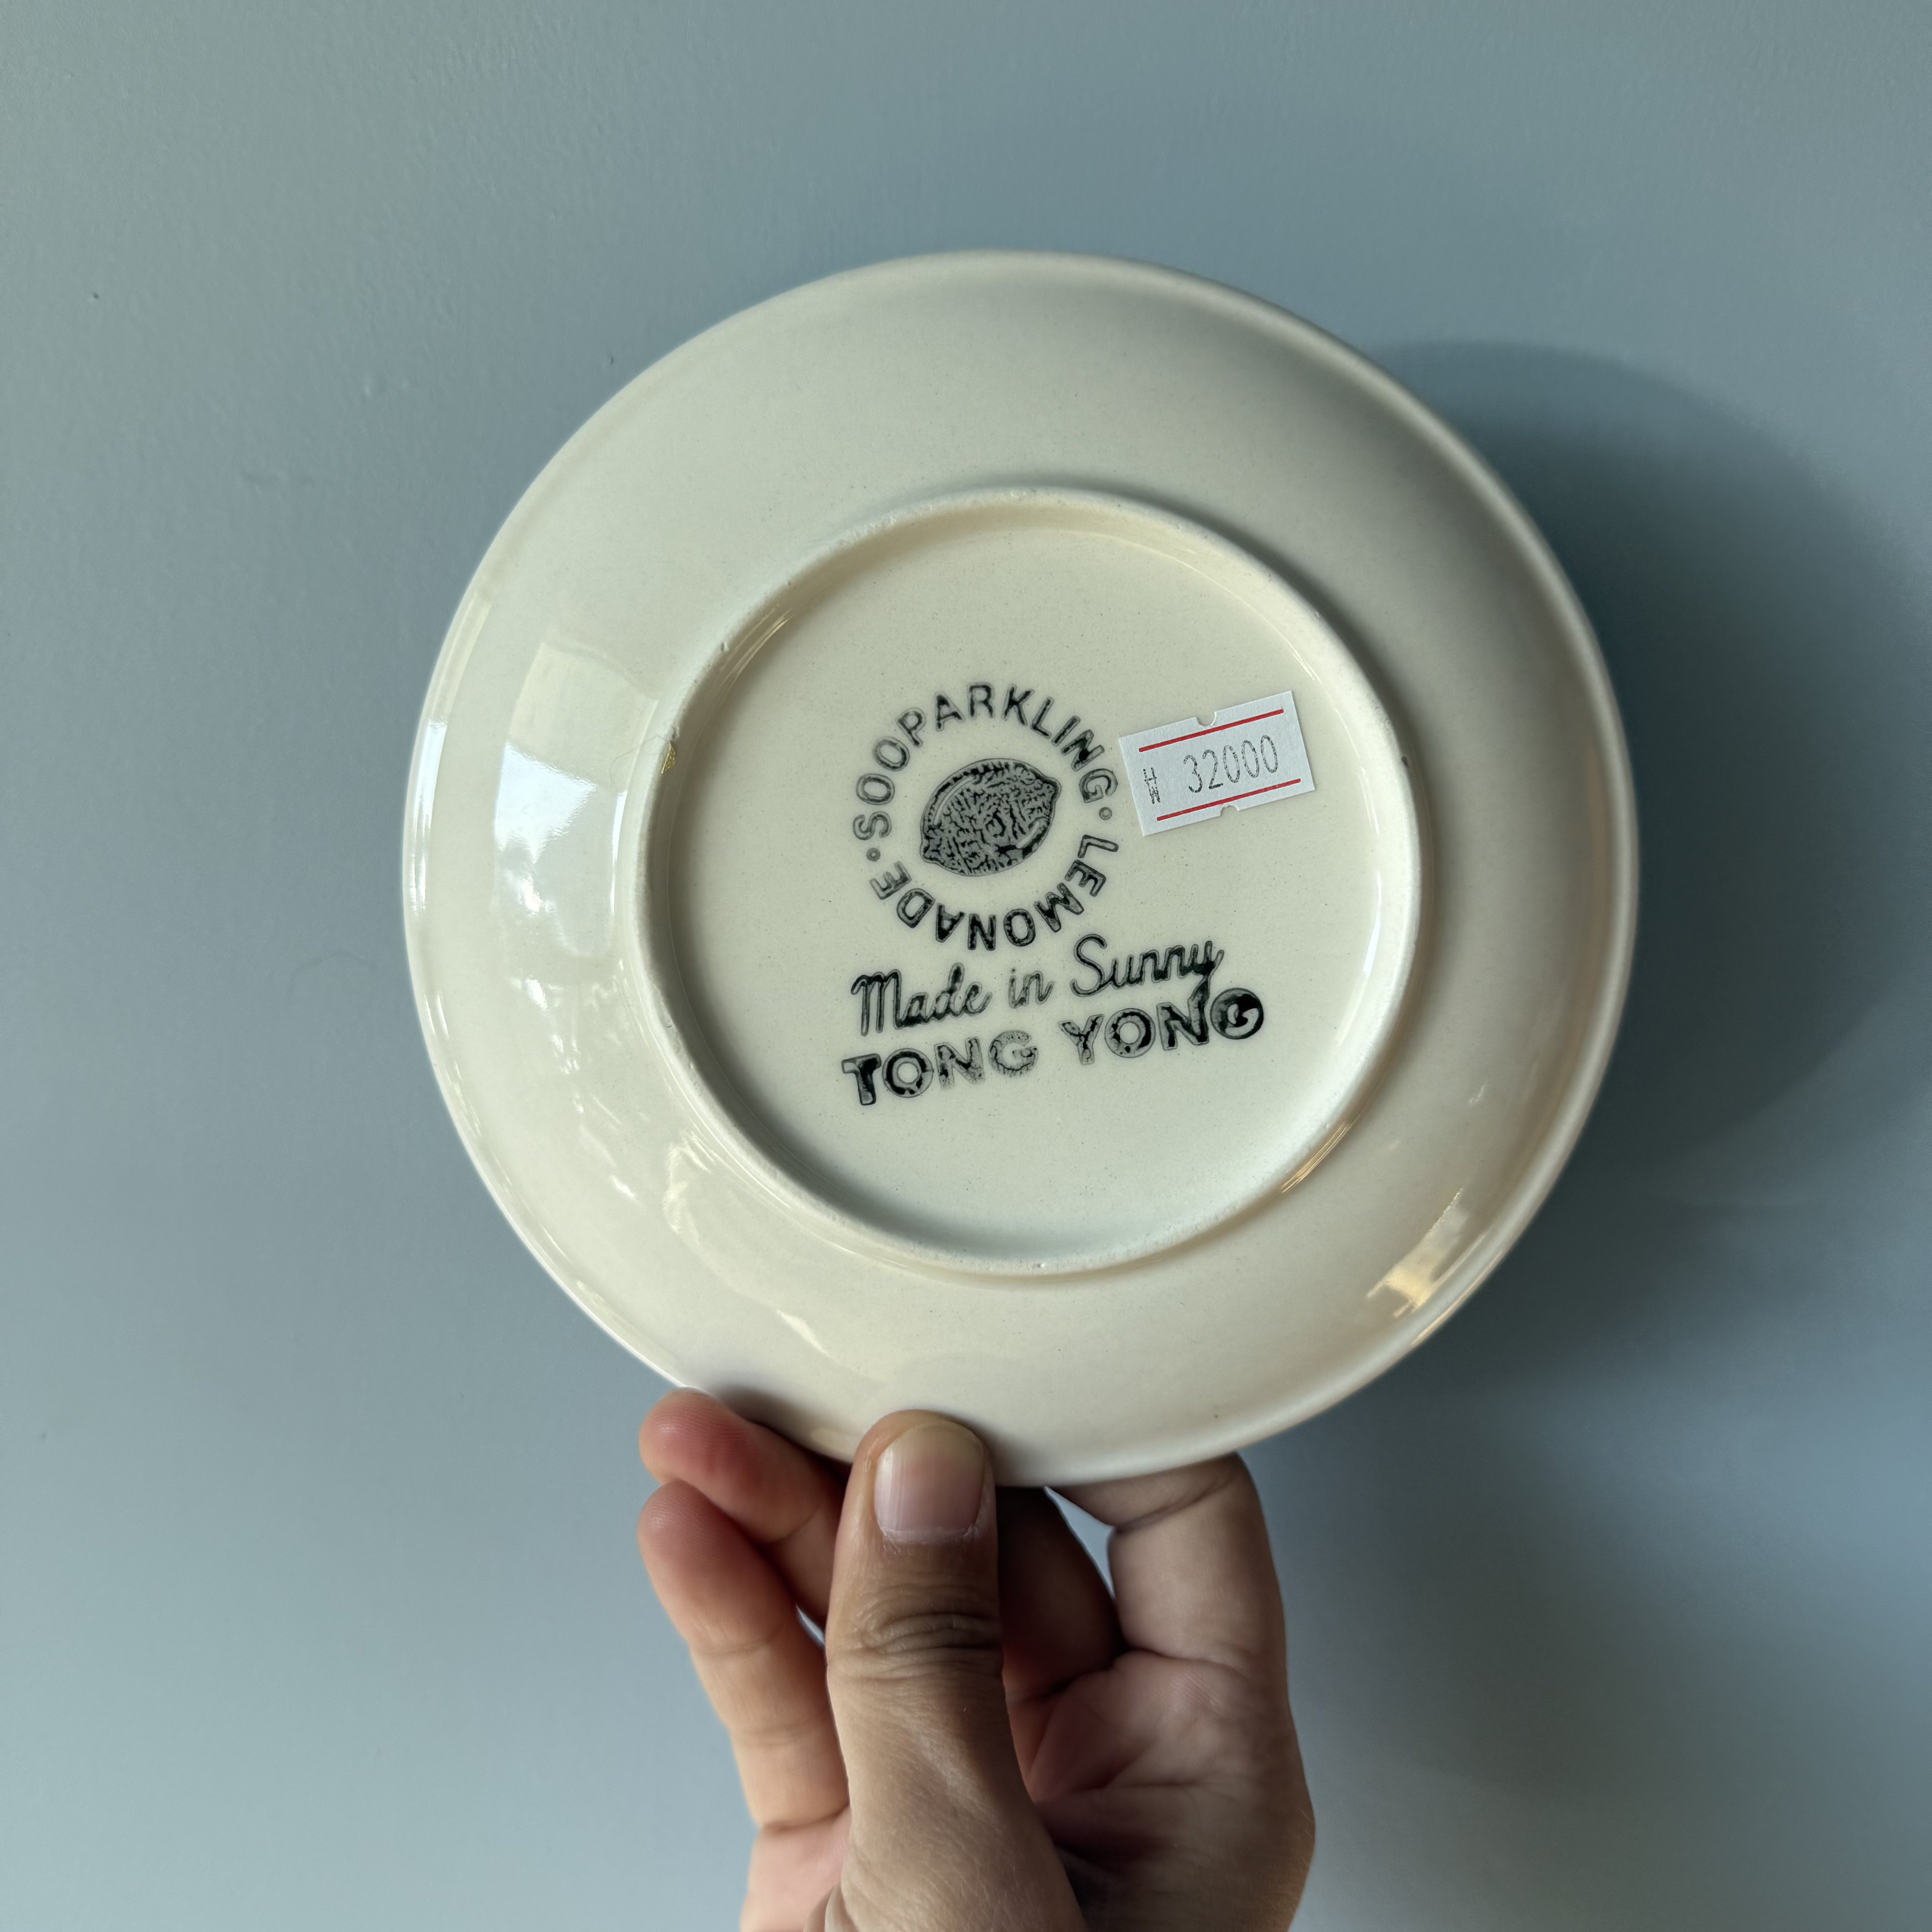 SOOPARKLING • LEMONADE •
₩ 32000
Made in Sunny
TONG YONG